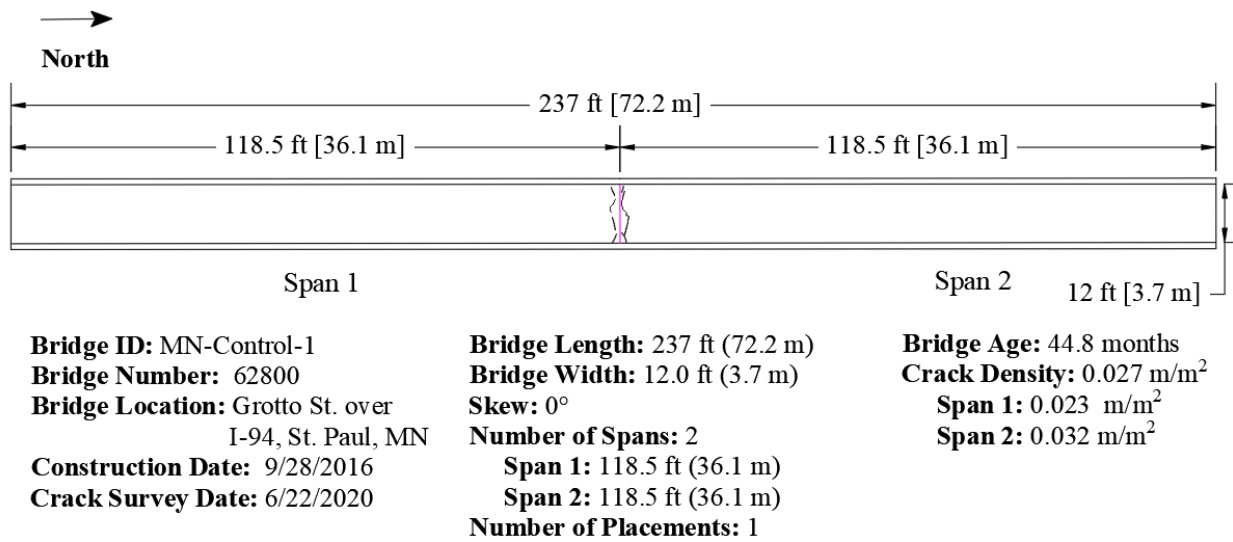 North
237 ft [72.2 m]
118.5 ft [36.1 m]
118.5 ft [36.1 m]
Span 1
Span 2
12 ft [3.7 m]
Bridge ID: MN-Control-1
Bridge Number: 62800
Bridge Location: Grotto St. over
I-94, St. Paul, MN
Construction Date: 9/28/2016
Crack Survey Date: 6/22/2020
Bridge Length: 237 ft (72.2 m)
Bridge Width: 12.0 ft (3.7 m)
Skew: 0°
Number of Spans: 2
Span 1: 118.5 ft (36.1 m)
Span 2: 118.5 ft (36.1 m)
Number of Placements: 1
Bridge Age: 44.8 months
Crack Density: 0.027 m/m²
Span 1: 0.023 m/m²
Span 2: 0.032 m/m²